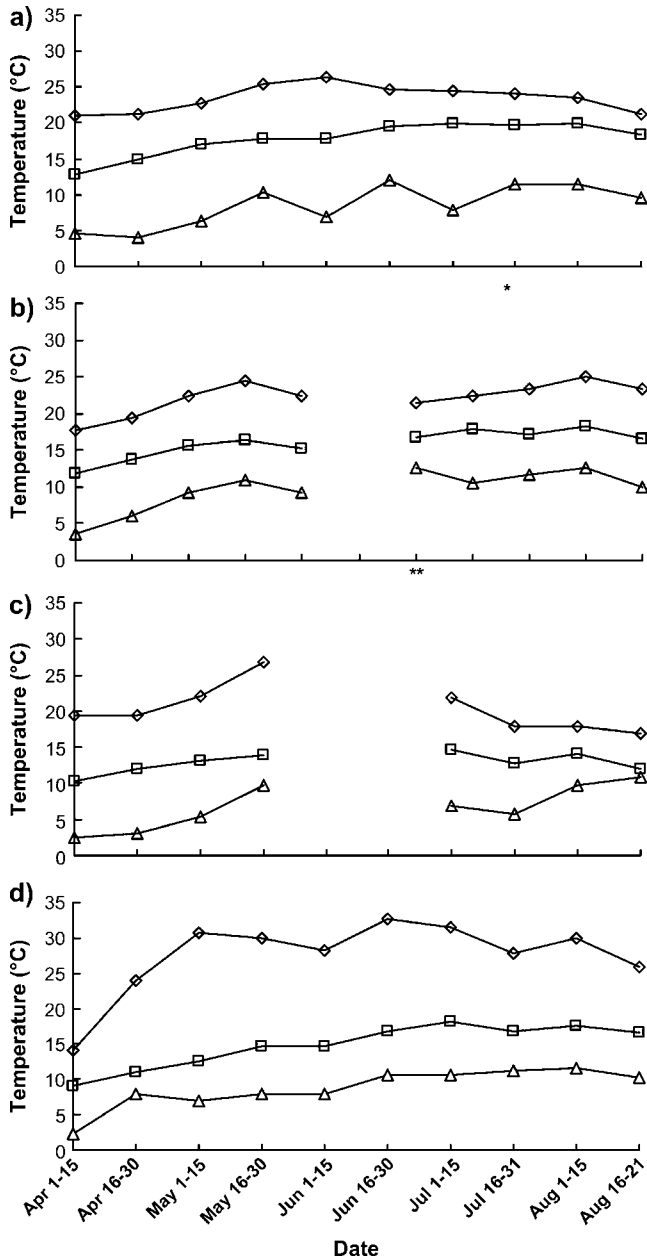 a)
Temperature (°C)
35
30
25
20
15
10
5
0
*
b)
Temperature (°C)
35
30
25
20
15
10
5
0
**
c)
Temperature (°C)
35
30
25
20
15
10
5
0
d)
Temperature (°C)
35
30
25
20
15
10
5
0
Apr 1-15
Apr 16-30
May 1-15
May 16-30
Jun 1-15
Jun 16-30
Jul 1-15
Jul 16-31
Aug 1-15
Aug 16-21
Date